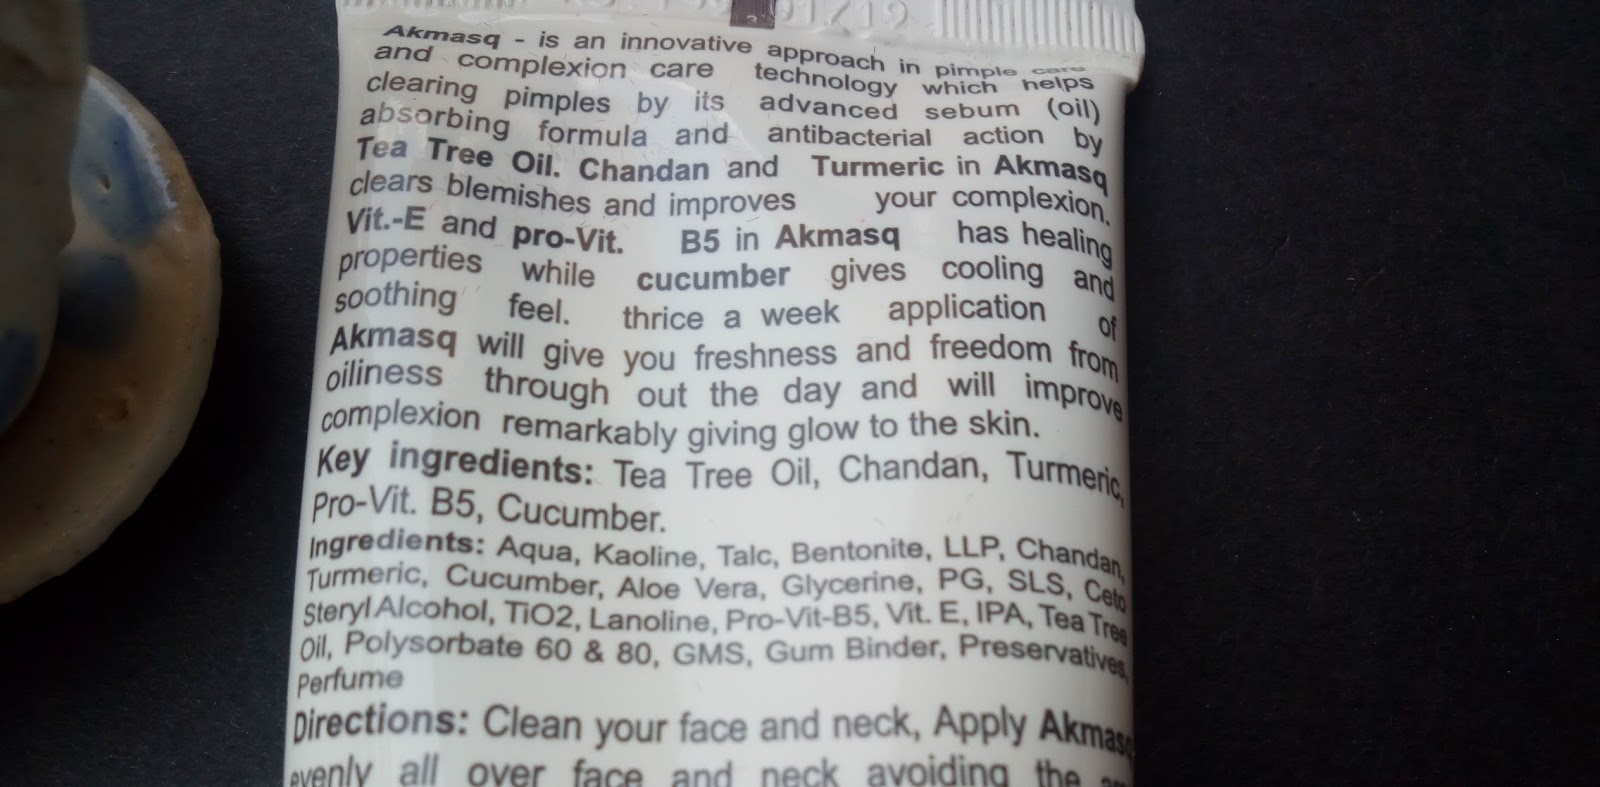 Akmasq - is an innovative approach in pimple care
and complexion care technology which helps
clearing pimples by its advanced sebum (oil)
absorbing formula and antibacterial action by
Tea Tree Oil. Chandan and Turmeric in Akmasq
clears blemishes and improves your complexion.
Vit.-E and pro-Vit. B5 in Akmasq has healing
properties while cucumber gives cooling and
soothing feel. thrice a week application of
Akmasq will give you freshness and freedom from
oiliness through out the day and will improve
complexion remarkably giving glow to the skin.
Key ingredients: Tea Tree Oil, Chandan, Turmeric,
Pro-Vit. B5, Cucumber.
Ingredients: Aqua, Kaoline, Talc, Bentonite, LLP, Chandan,
Turmeric, Cucumber, Aloe Vera, Glycerine, PG, SLS, Ceto
Steryl Alcohol, TiO2, Lanoline, Pro-Vit-B5, Vit. E, IPA, Tea Tree
Oil, Polysorbate 60 & 80, GMS, Gum Binder, Preservatives,
Perfume
Directions: Clean your face and neck, Apply Akmasq
evenly all over face and neck avoiding the